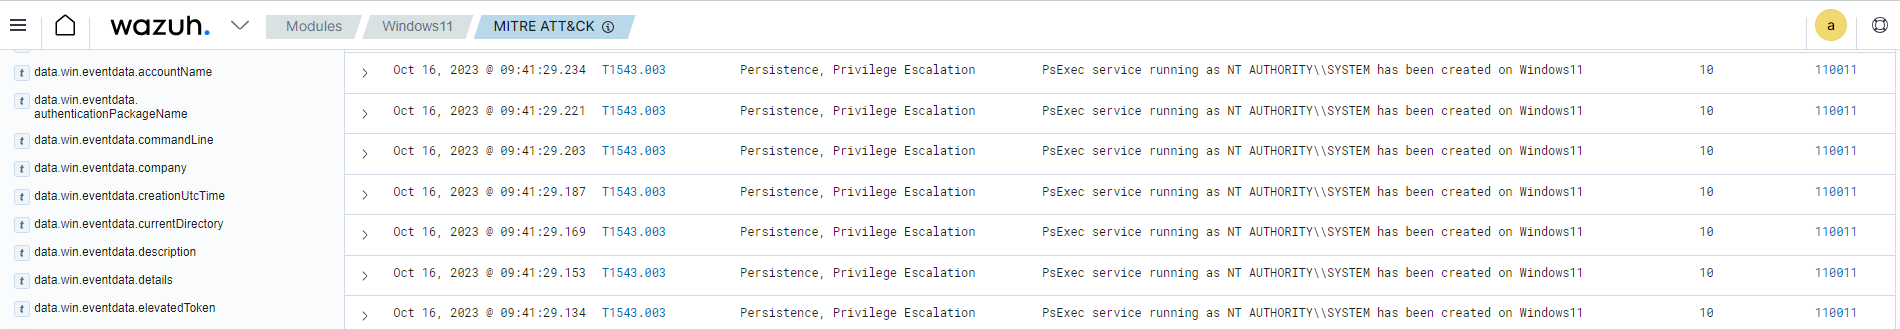 wazuh. Modules Windows11 MITRE ATT&CK a
t data.win.eventdata.accountName
t data.win.eventdata.
authenticationPackageName
t data.win.eventdata.commandLine
t data.win.eventdata.company
t data.win.eventdata.creationUtcTime
t data.win.eventdata.currentDirectory
t data.win.eventdata.description
t data.win.eventdata.details
t data.win.eventdata.elevatedToken
Oct 16, 2023 @ 09:41:29.234 T1543.003 Persistence, Privilege Escalation PsExec service running as NT AUTHORITY\\SYSTEM has been created on Windows11 10 110011
Oct 16, 2023 @ 09:41:29.221 T1543.003 Persistence, Privilege Escalation PsExec service running as NT AUTHORITY\\SYSTEM has been created on Windows11 10 110011
Oct 16, 2023 @ 09:41:29.203 T1543.003 Persistence, Privilege Escalation PsExec service running as NT AUTHORITY\\SYSTEM has been created on Windows11 10 110011
Oct 16, 2023 @ 09:41:29.187 T1543.003 Persistence, Privilege Escalation PsExec service running as NT AUTHORITY\\SYSTEM has been created on Windows11 10 110011
Oct 16, 2023 @ 09:41:29.169 T1543.003 Persistence, Privilege Escalation PsExec service running as NT AUTHORITY\\SYSTEM has been created on Windows11 10 110011
Oct 16, 2023 @ 09:41:29.153 T1543.003 Persistence, Privilege Escalation PsExec service running as NT AUTHORITY\\SYSTEM has been created on Windows11 10 110011
Oct 16, 2023 @ 09:41:29.134 T1543.003 Persistence, Privilege Escalation PsExec service running as NT AUTHORITY\\SYSTEM has been created on Windows11 10 110011